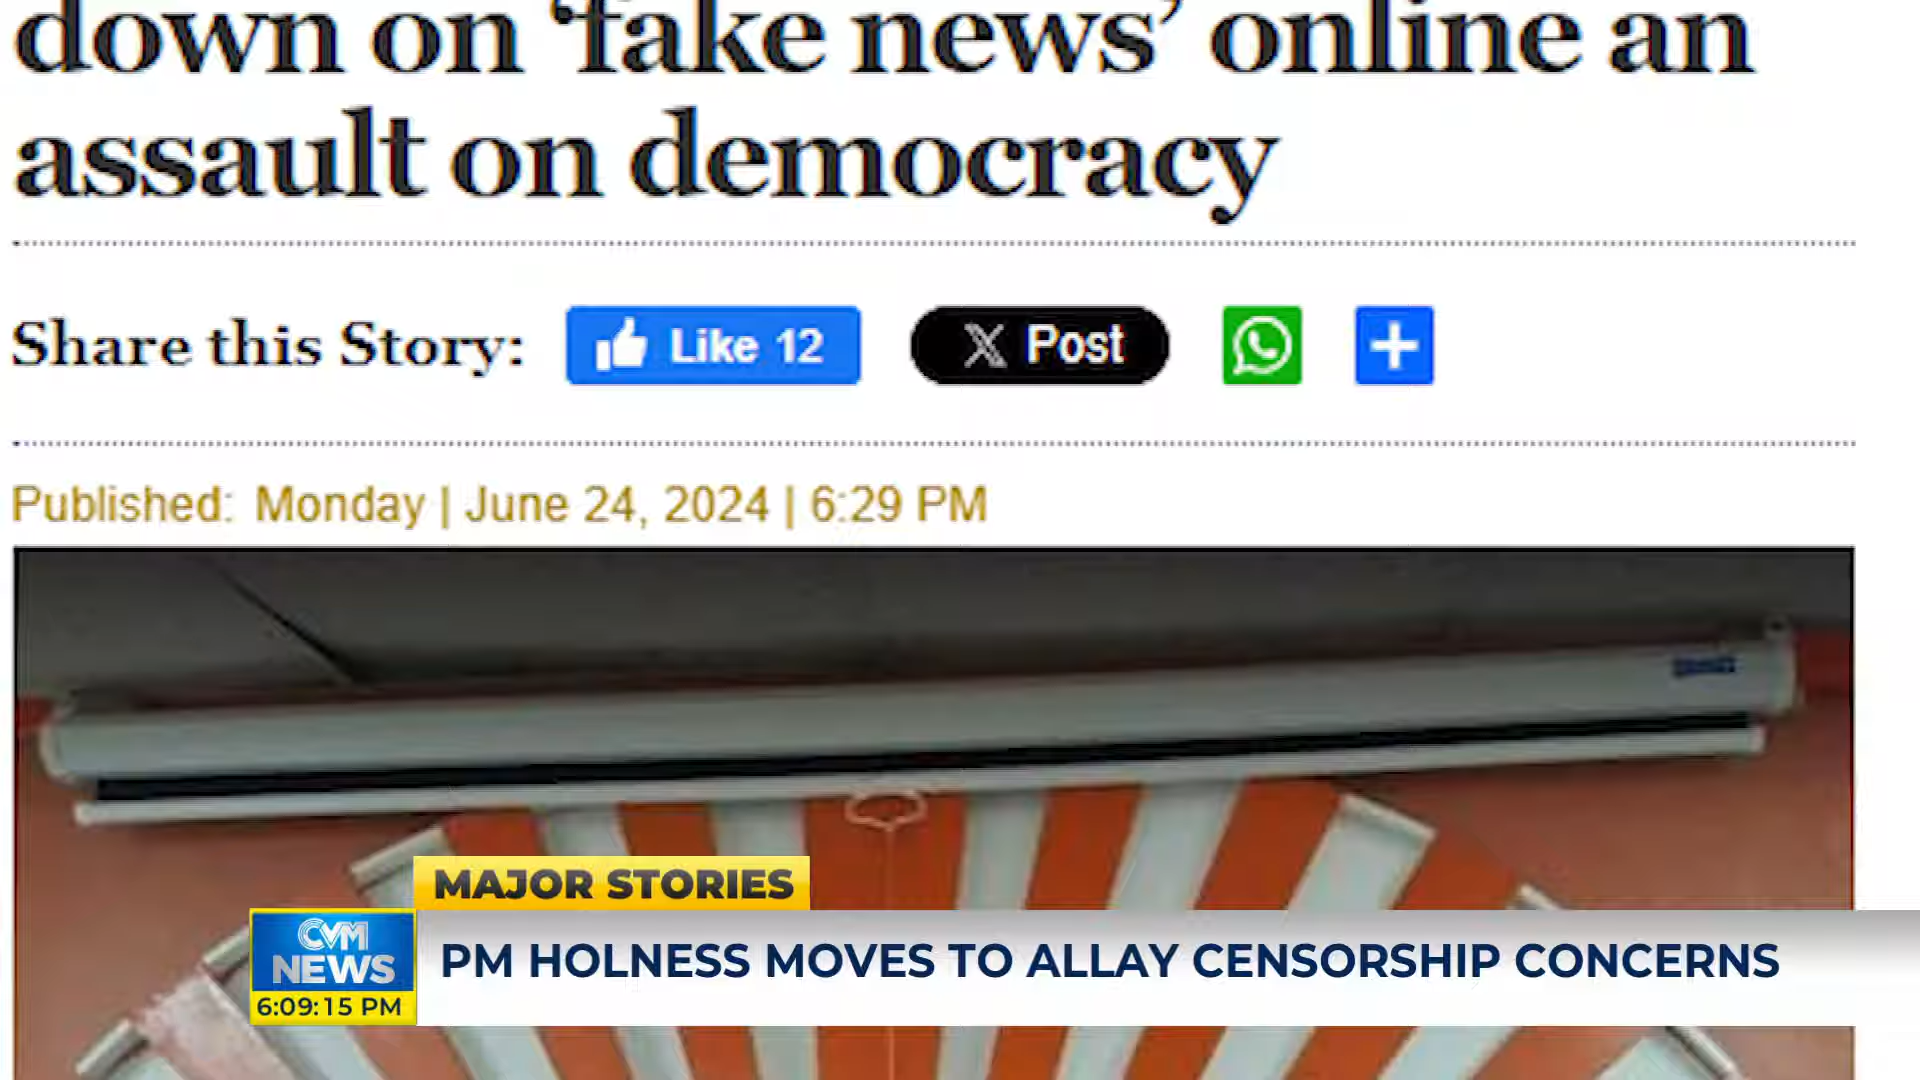 down on ‘fake news’ online an
assault on democracy
Share this Story:
Like 12
X Post
Published: Monday | June 24, 2024 | 6:29 PM
MAJOR STORIES
CVM
NEWS
6:09:15 PM
PM HOLNESS MOVES TO ALLAY CENSORSHIP CONCERNS